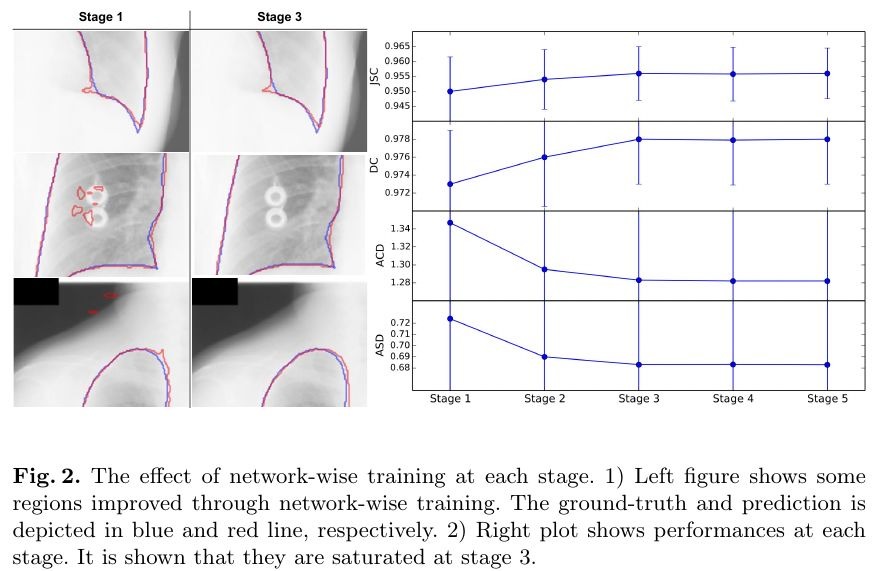 Stage 1
Stage 3
JSC
0.965
0.960
0.955
0.950
0.945
DC
0.978
0.976
0.974
0.972
ACD
1.34
1.32
1.30
1.28
ASD
0.72
0.71
0.70
0.69
0.68
Stage 1 Stage 2 Stage 3 Stage 4 Stage 5
Fig. 2. The effect of network-wise training at each stage. 1) Left figure shows some
regions improved through network-wise training. The ground-truth and prediction is
depicted in blue and red line, respectively. 2) Right plot shows performances at each
stage. It is shown that they are saturated at stage 3.